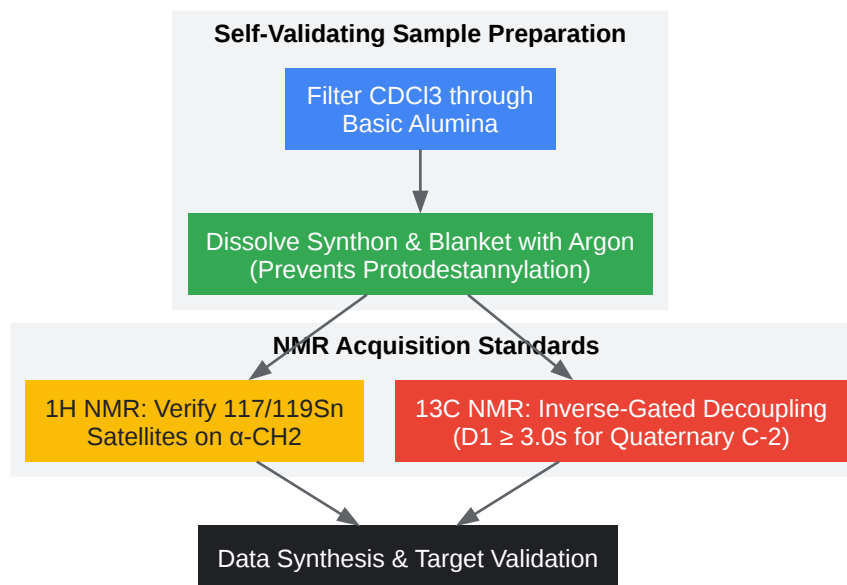 Self-Validating Sample Preparation
Filter CDCl3 through
Basic Alumina
Dissolve Synthon & Blanket with Argon
(Prevents Protodestannylation)
NMR Acquisition Standards
1H NMR: Verify 117/119Sn
Satellites on α-CH2
13C NMR: Inverse-Gated Decoupling
(D1 ≥ 3.0s for Quaternary C-2)
Data Synthesis & Target Validation